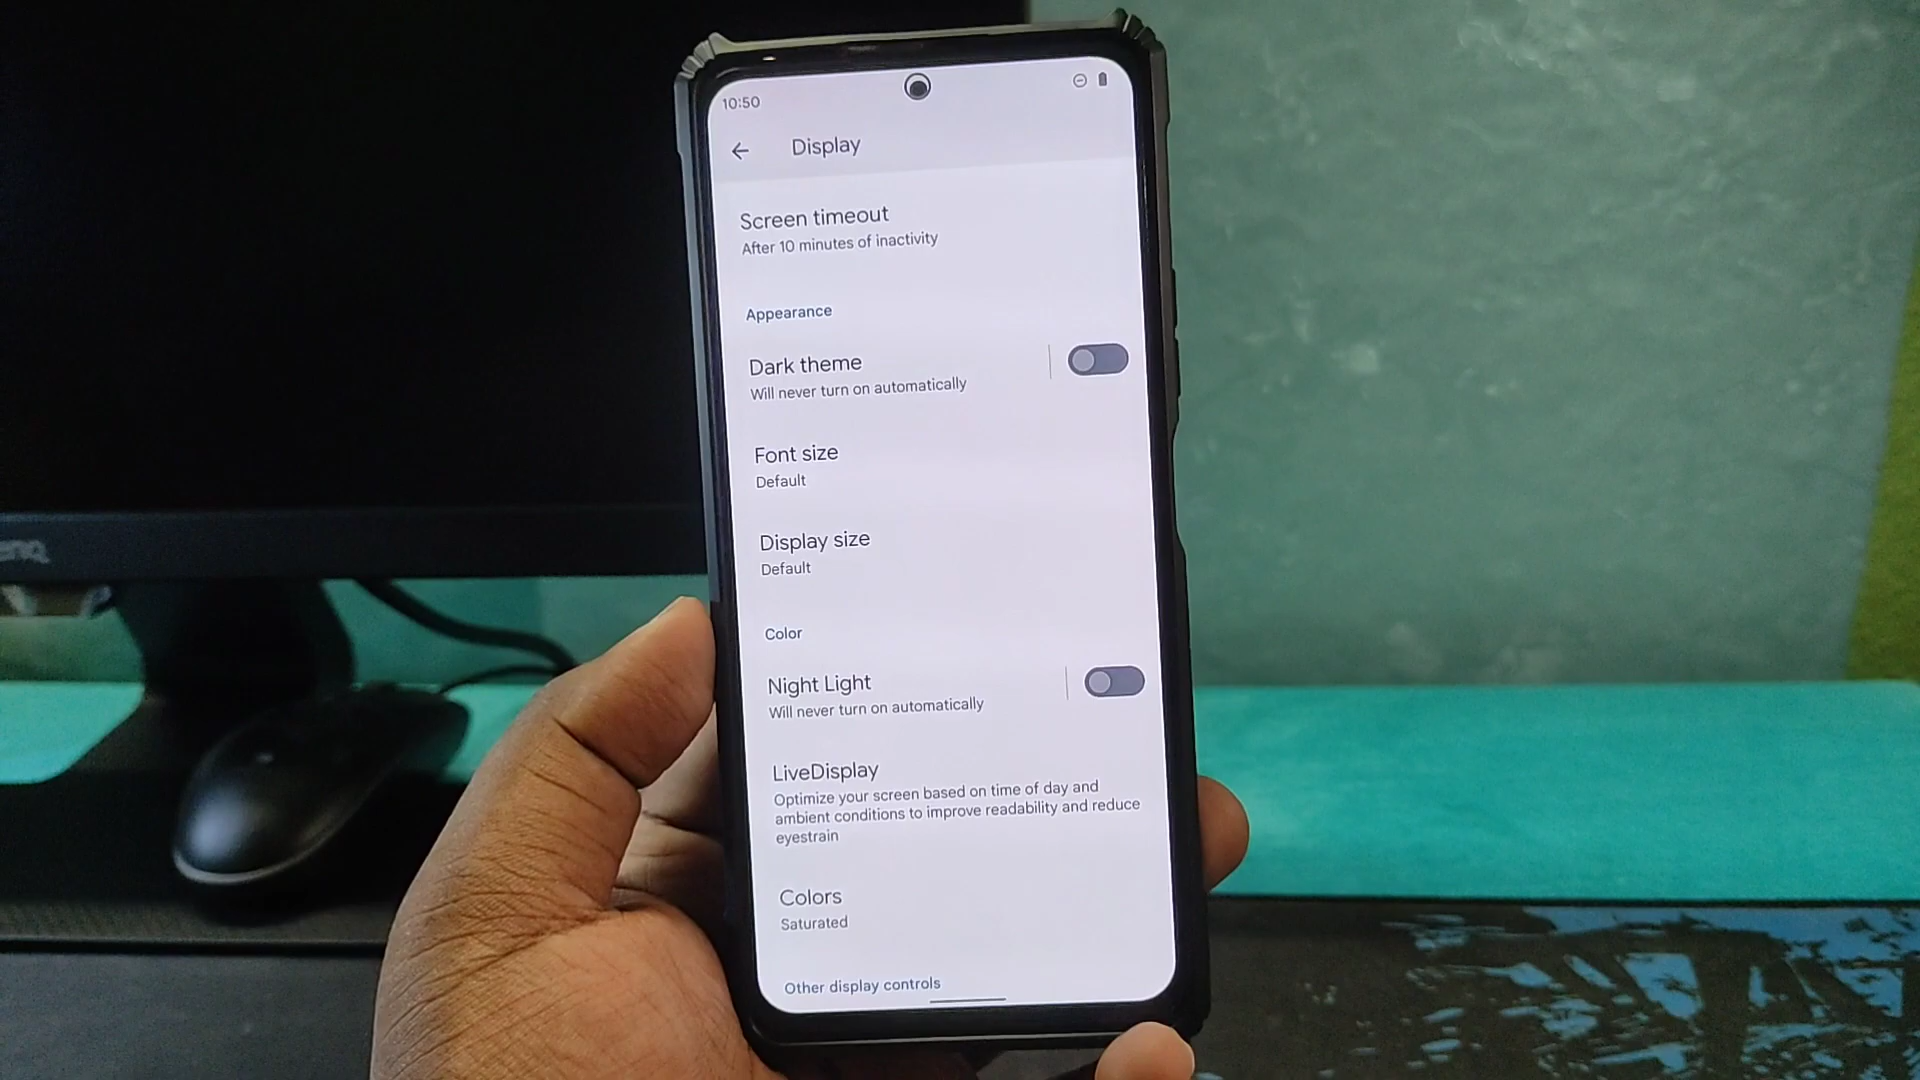 10:50
Display
Screen timeout
After 10 minutes of inactivity
Appearance
Dark theme
Will never turn on automatically
Font size
Default
Display size
Default
Color
Night Light
Will never turn on automatically
LiveDisplay
Optimize your screen based on time of day and
ambient conditions to improve readability and reduce
eyestrain
Colors
Saturated
Other display controls